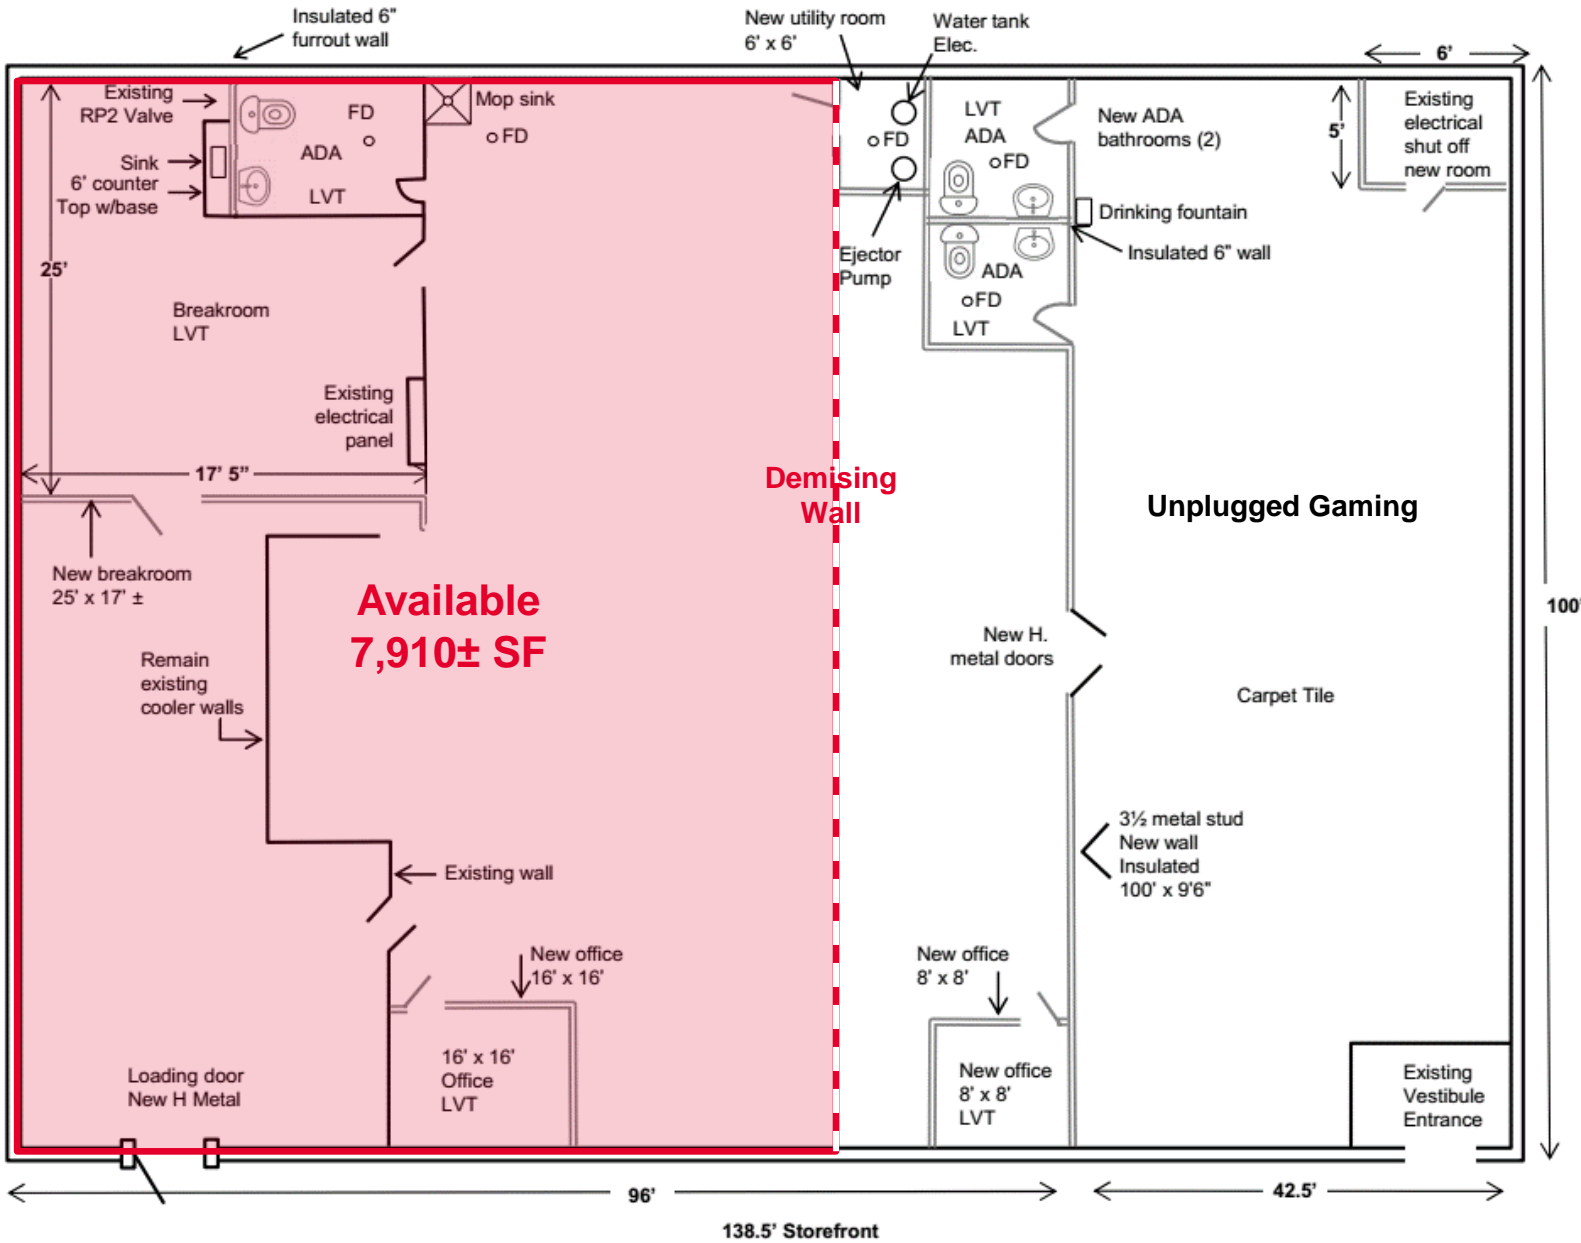 Insulated 6"
furrout wall
New utility room
6' x 6'
Water tank
Elec.
6'
Existing
RP2 Valve
Sink
6' counter
Top w/base
FD
ADA
LVT
Mop sink
FD
FD
LVT
ADA
FD
New ADA
bathrooms (2)
5'
Existing
electrical
shut off
new room
Drinking fountain
Insulated 6" wall
Ejector
Pump
ADA
FD
LVT
25'
Breakroom
LVT
Existing
electrical
panel
17' 5"
Demising
Wall
Unplugged Gaming
New breakroom
25' x 17' ±
Available
7,910± SF
100'
Remain
existing
cooler walls
New H.
metal doors
Carpet Tile
3½ metal stud
New wall
Insulated
100' x 9'6"
Existing wall
New office
16' x 16'
New office
8' x 8'
16' x 16'
Office
LVT
New office
8' x 8'
LVT
Loading door
New H Metal
Existing
Vestibule
Entrance
96'
42.5'
138.5' Storefront